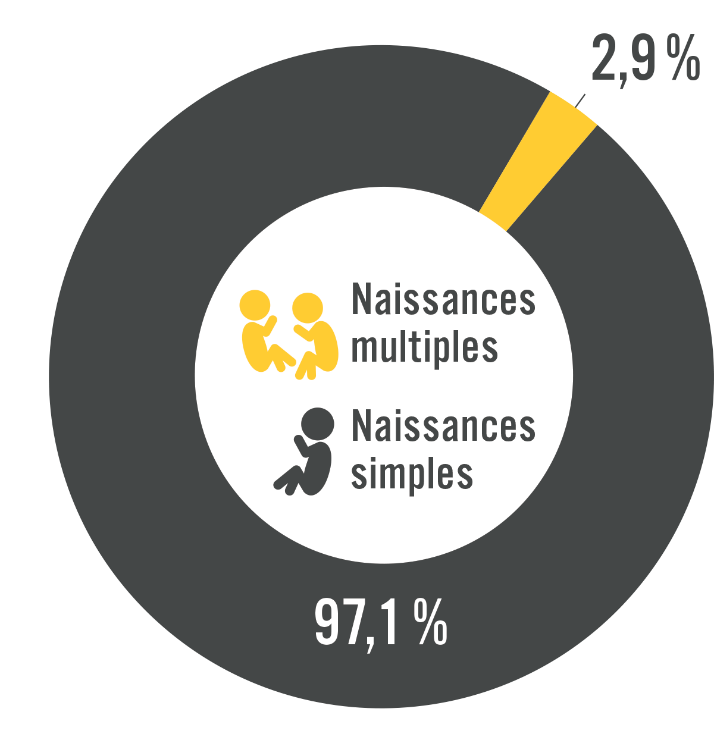 2,9 %
Naissances
multiples
Naissances
simples
97,1 %